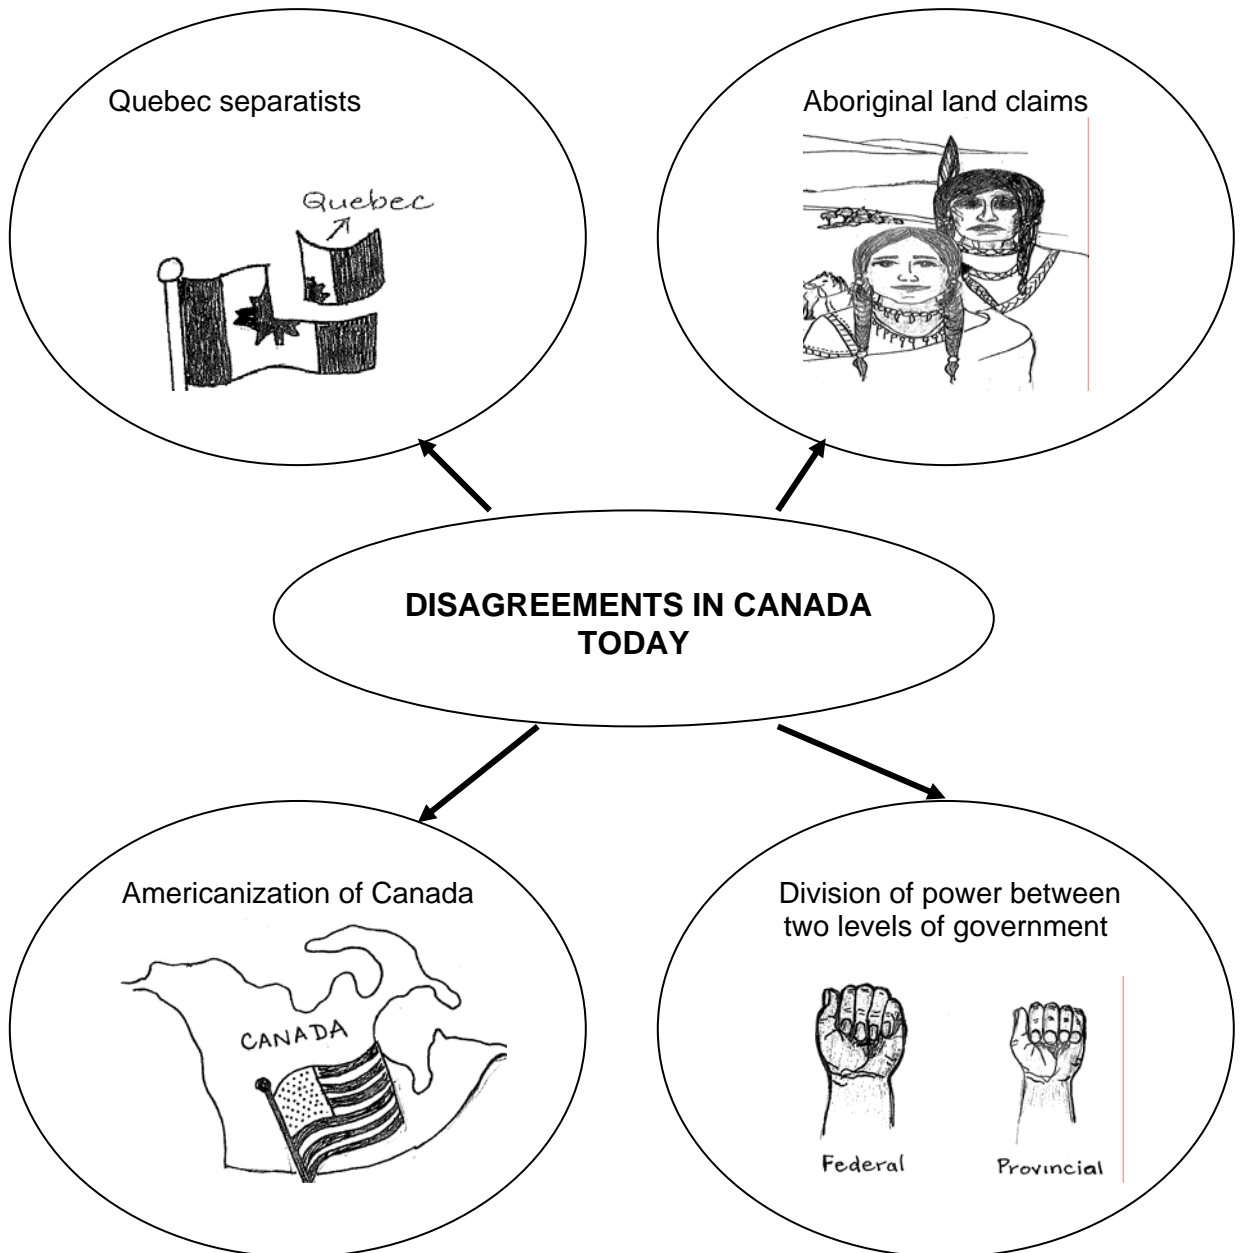 Quebec separatists
Quebec
Aboriginal land claims
DISAGREEMENTS IN CANADA
TODAY
Americanization of Canada
CANADA
Division of power between
two levels of government
Federal
Provincial